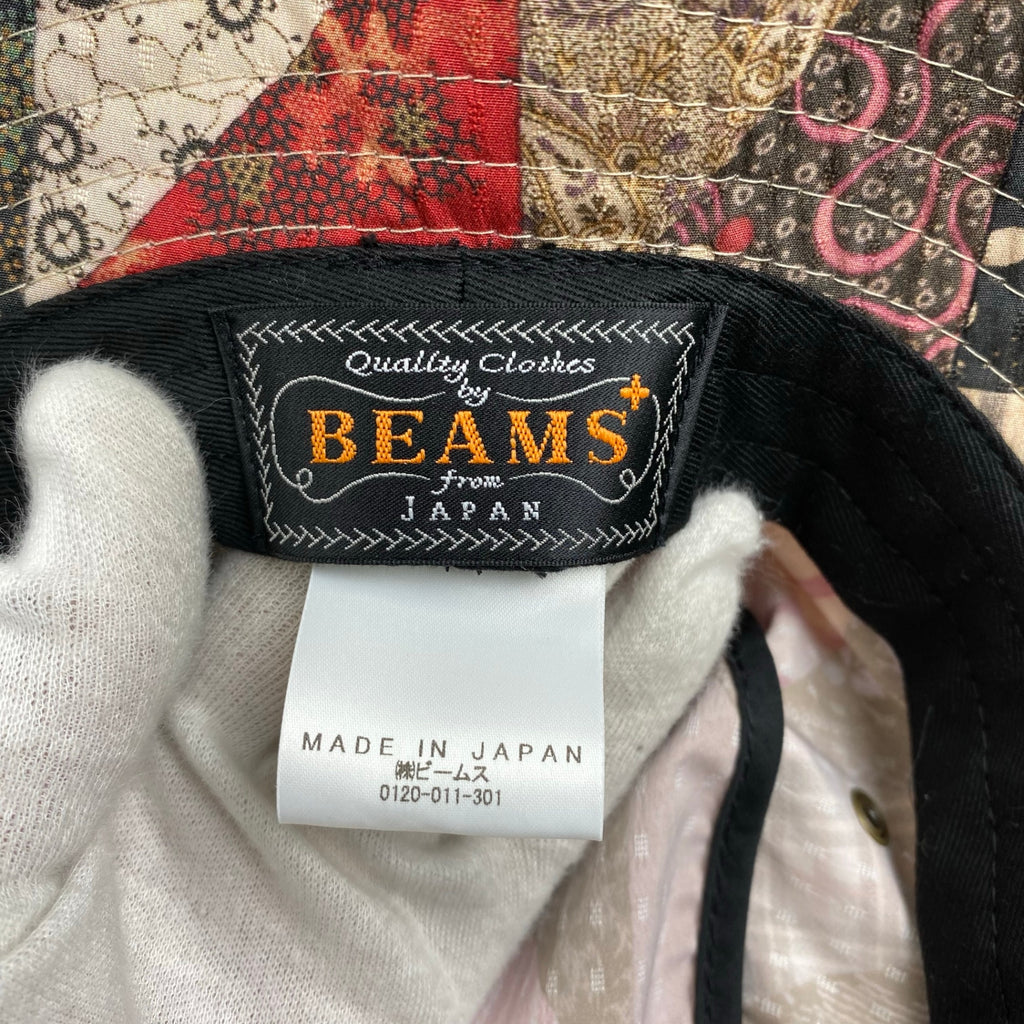 Quality Clothes
by
BEAMS+
from
JAPAN
MADE IN JAPAN
㈱ビームス
0120-011-301